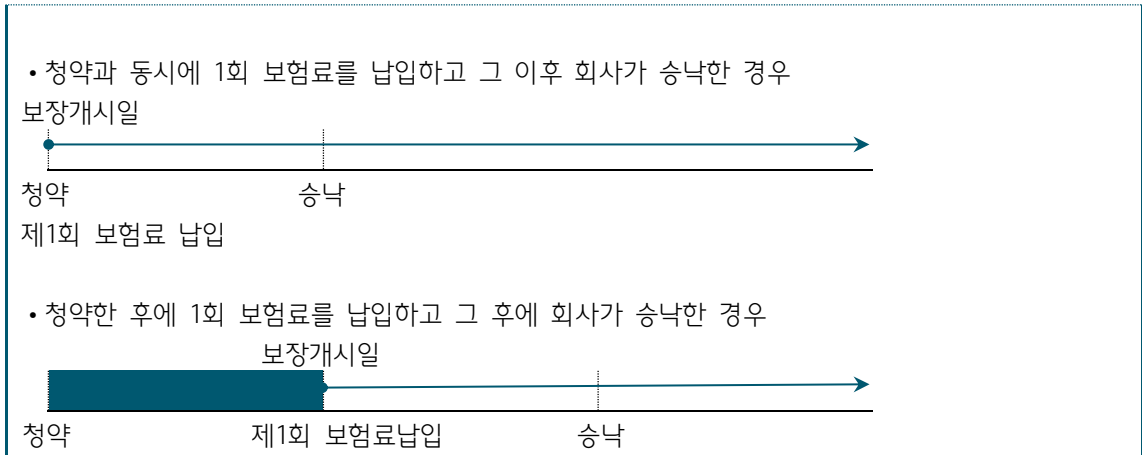 • 청약과 동시에 1회 보험료를 납입하고 그 이후 회사가 승낙한 경우
보장개시일
청약 승낙
제1회 보험료 납입
• 청약한 후에 1회 보험료를 납입하고 그 후에 회사가 승낙한 경우
보장개시일
청약 제1회 보험료납입 승낙